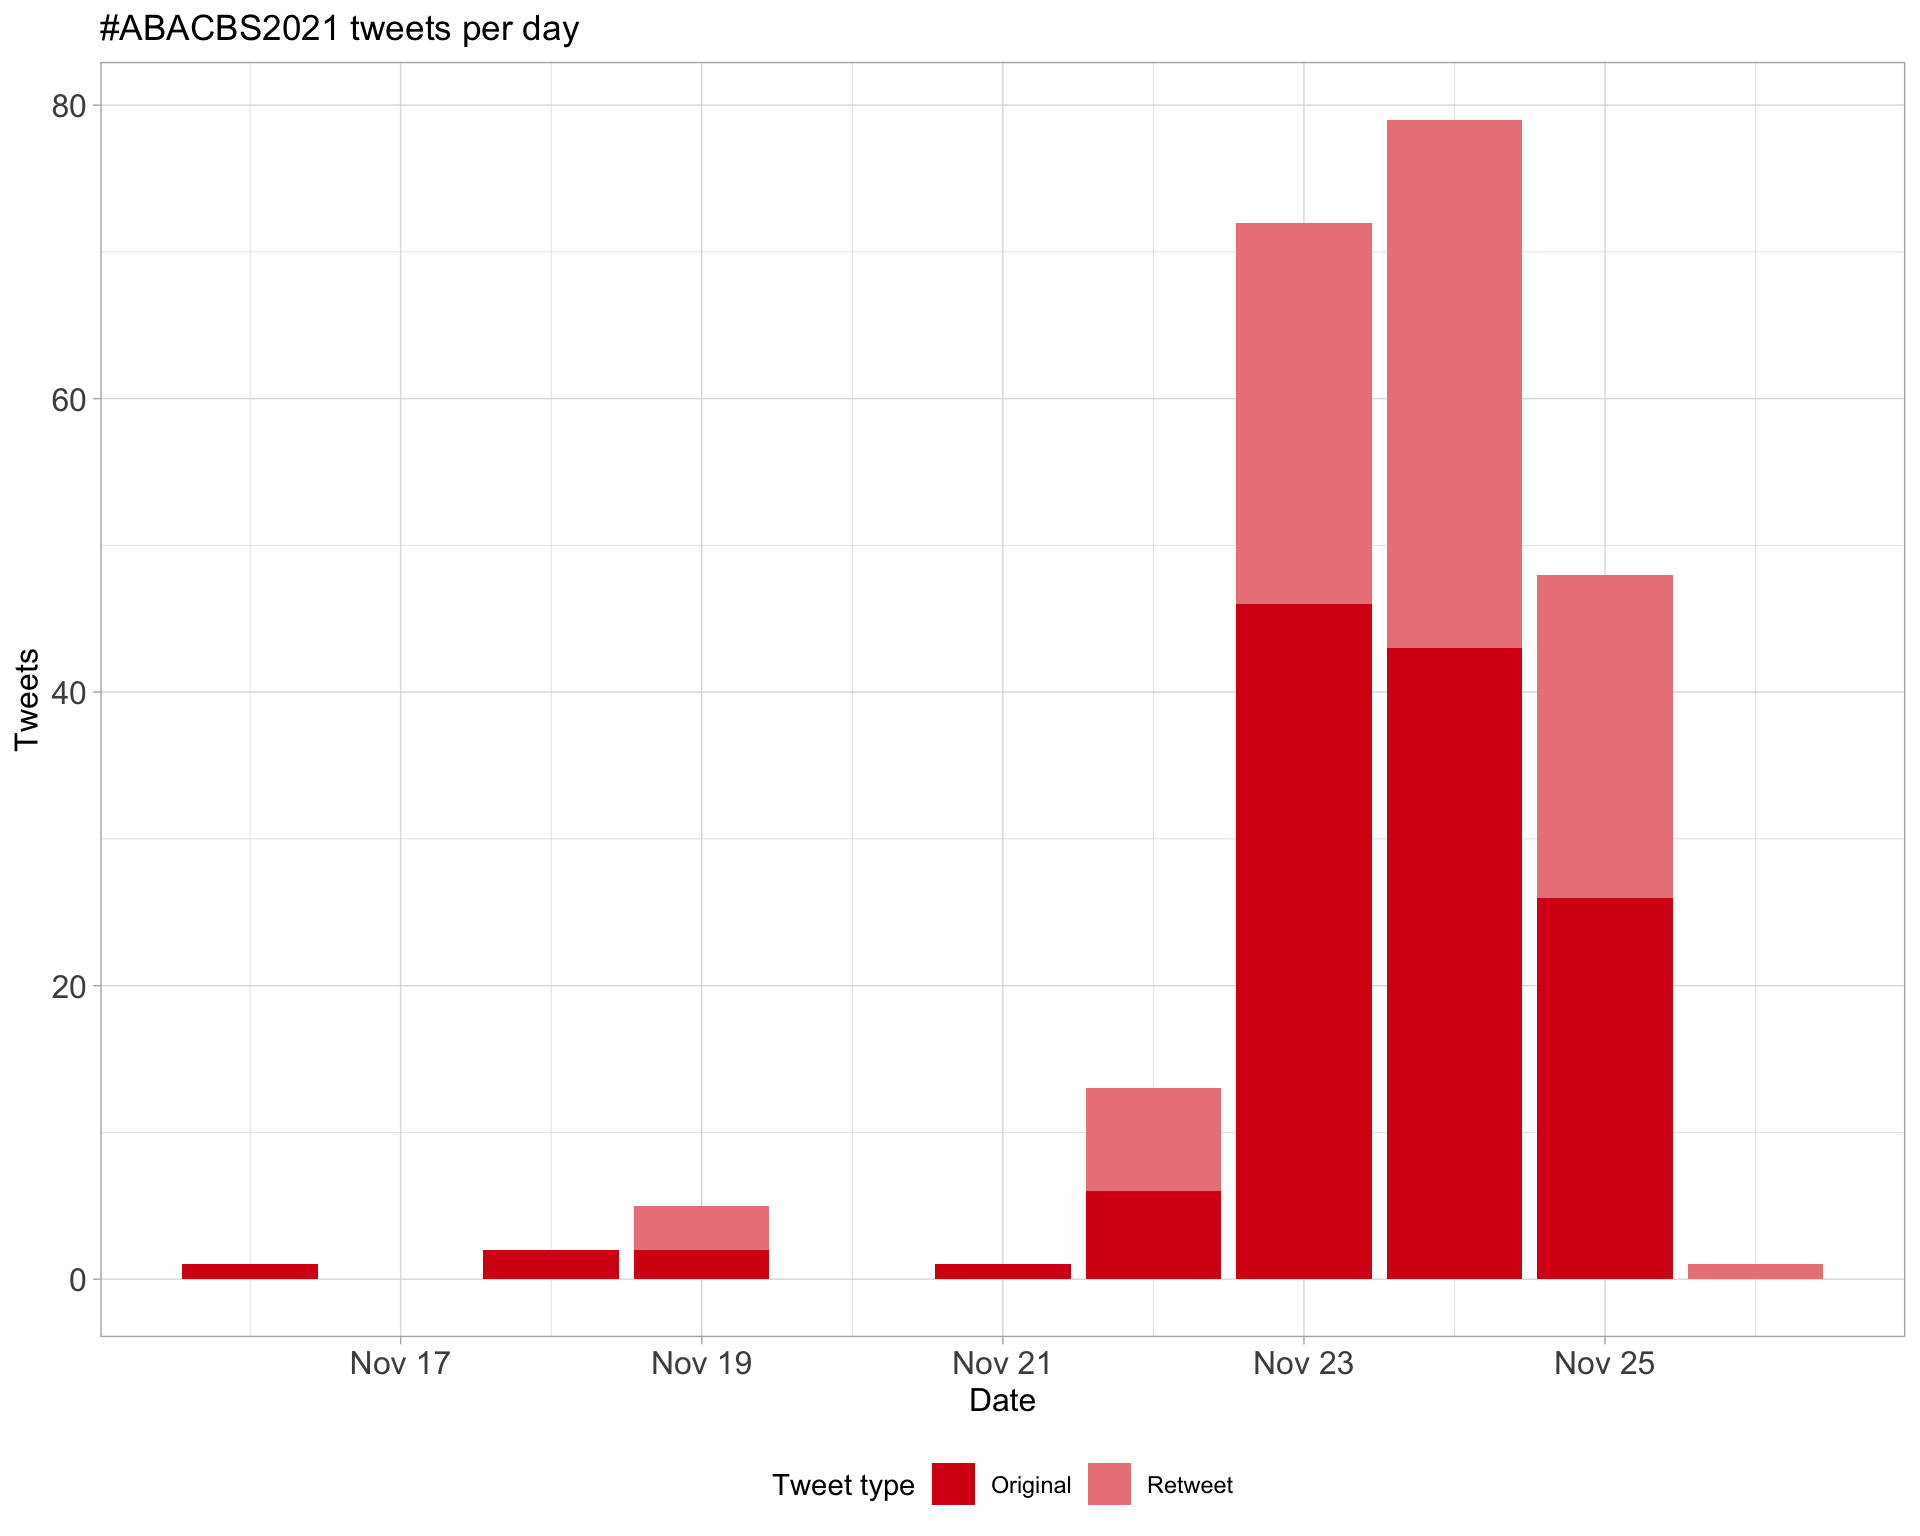 #ABACBS2021 tweets per day
80
60
40
20
0
Tweets
Nov 17 Nov 19 Nov 21 Nov 23 Nov 25
Date
Tweet type Original Retweet